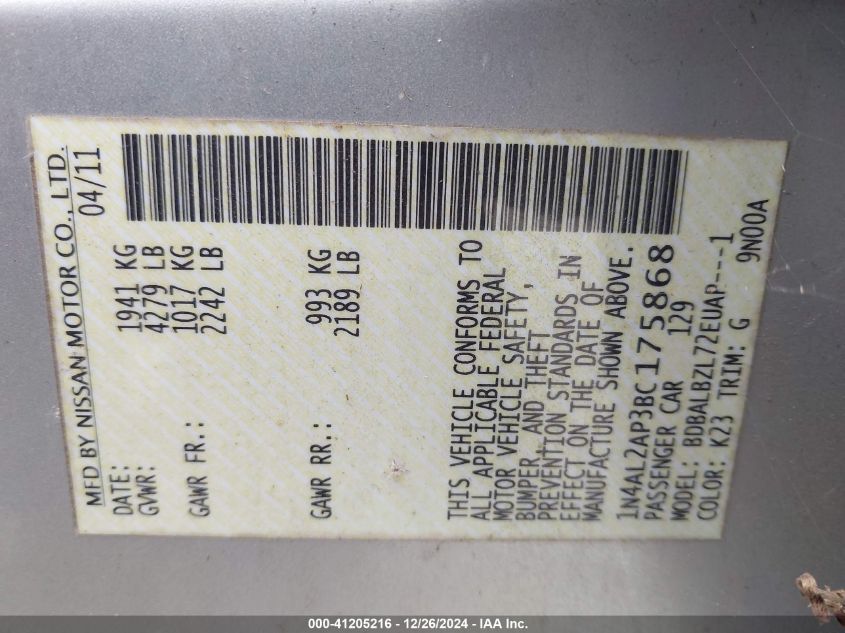 MFD BY NISSAN MOTOR CO., LTD.
DATE: 04/11
GVWR: 1941 KG
4279 LB
GAWR FR.: 1017 KG
2242 LB
GAWR RR.: 993 KG
2189 LB
THIS VEHICLE CONFORMS TO
ALL APPLICABLE FEDERAL
MOTOR VEHICLE SAFETY,
BUMPER, AND THEFT
PREVENTION STANDARDS IN
EFFECT ON THE DATE OF
MANUFACTURE SHOWN ABOVE.
1N4AL2AP3BC175868
PASSENGER CAR 129
MODEL: BDBALBZL72EUAP---1
COLOR: K23 TRIM: G 9N00A
000-41205216 - 12/26/2024 - IAA Inc.